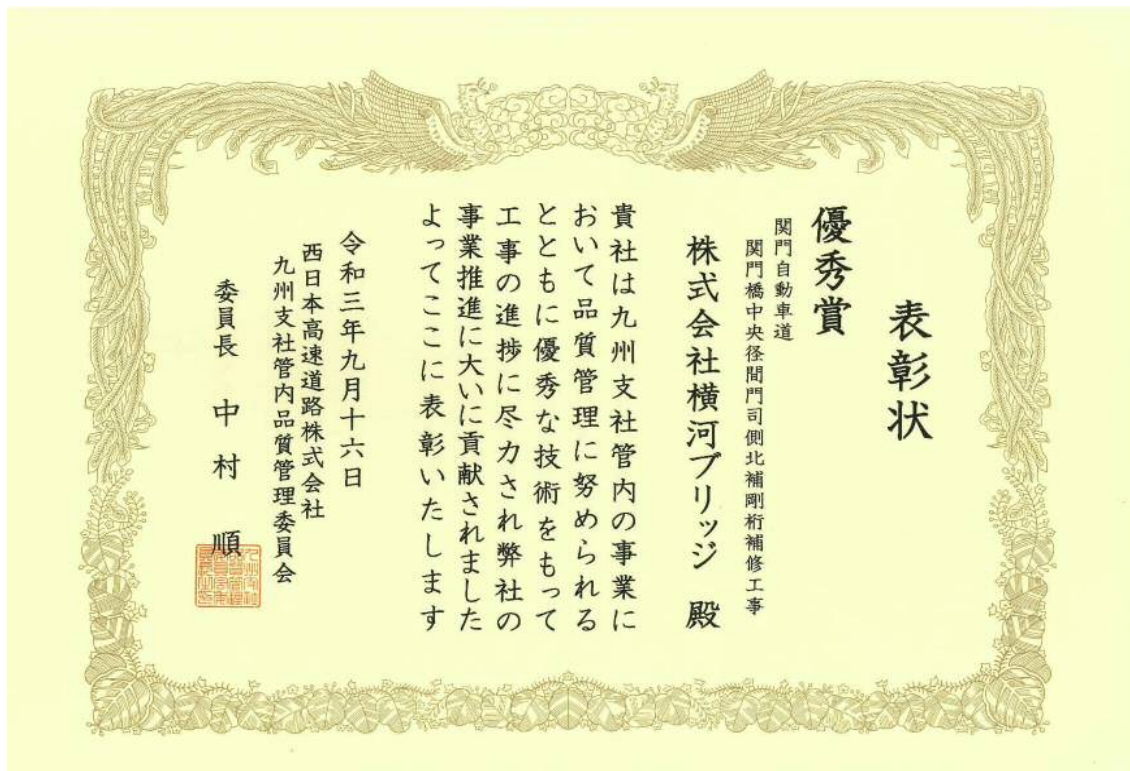 表彰状
優秀賞
関門自動車道
関門橋中央径間門司側北補剛桁補修工事
株式会社横河ブリッジ 殿
貴社は九州支社管内の事業に
おいて品質管理に努められる
とともに優秀な技術をもって
工事の進捗に尽力され弊社の
事業推進に大いに貢献されました
よってここに表彰いたします
令和三年九月十六日
西日本高速道路株式会社
九州支社管内品質管理委員会
委員長 中村 順